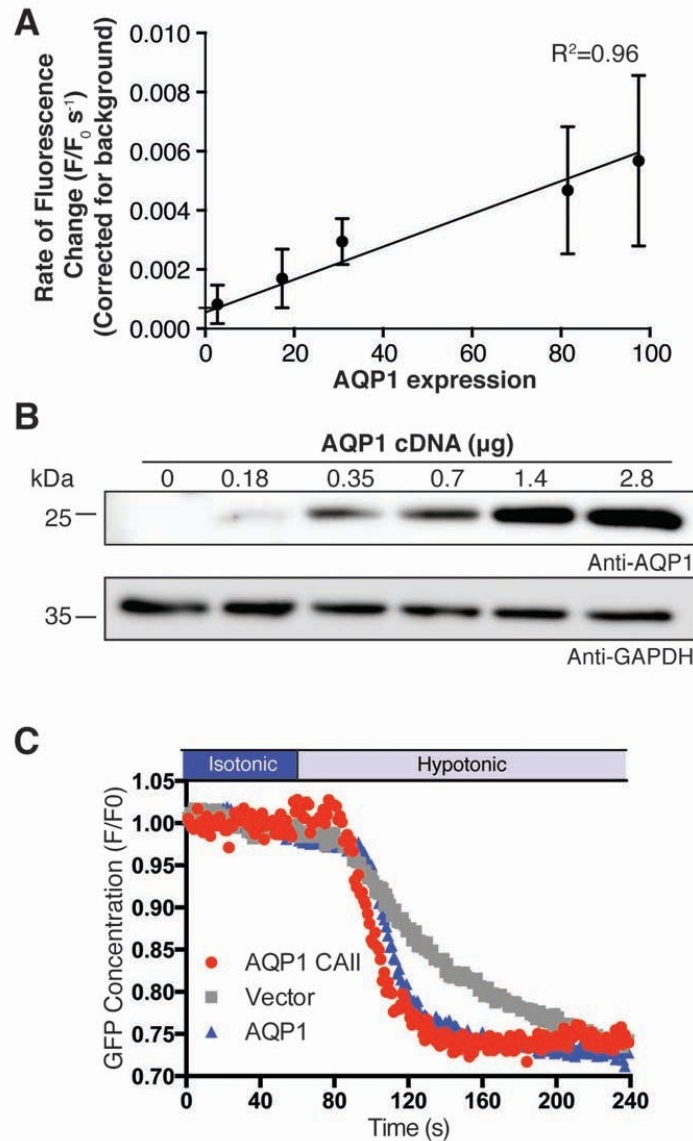 A
Rate of Fluorescence
Change (F/F0 s-1)
(Corrected for background)
0.010
0.008
0.006
0.004
0.002
0.000
R²=0.96
0 20 40 60 80 100
AQP1 expression
B
AQP1 cDNA (µg)
kDa 0 0.18 0.35 0.7 1.4 2.8
25
Anti-AQP1
35
Anti-GAPDH
C
Isotonic Hypotonic
GFP Concentration (F/F0)
1.05
1.00
0.95
0.90
0.85
0.80
0.75
0.70
AQP1 CAII
Vector
AQP1
0 40 80 120 160 200 240
Time (s)